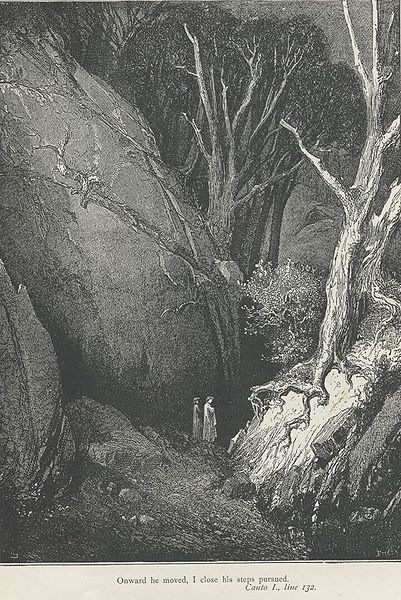 Onward he moved, I close his steps pursued.
Canto I., line 132.